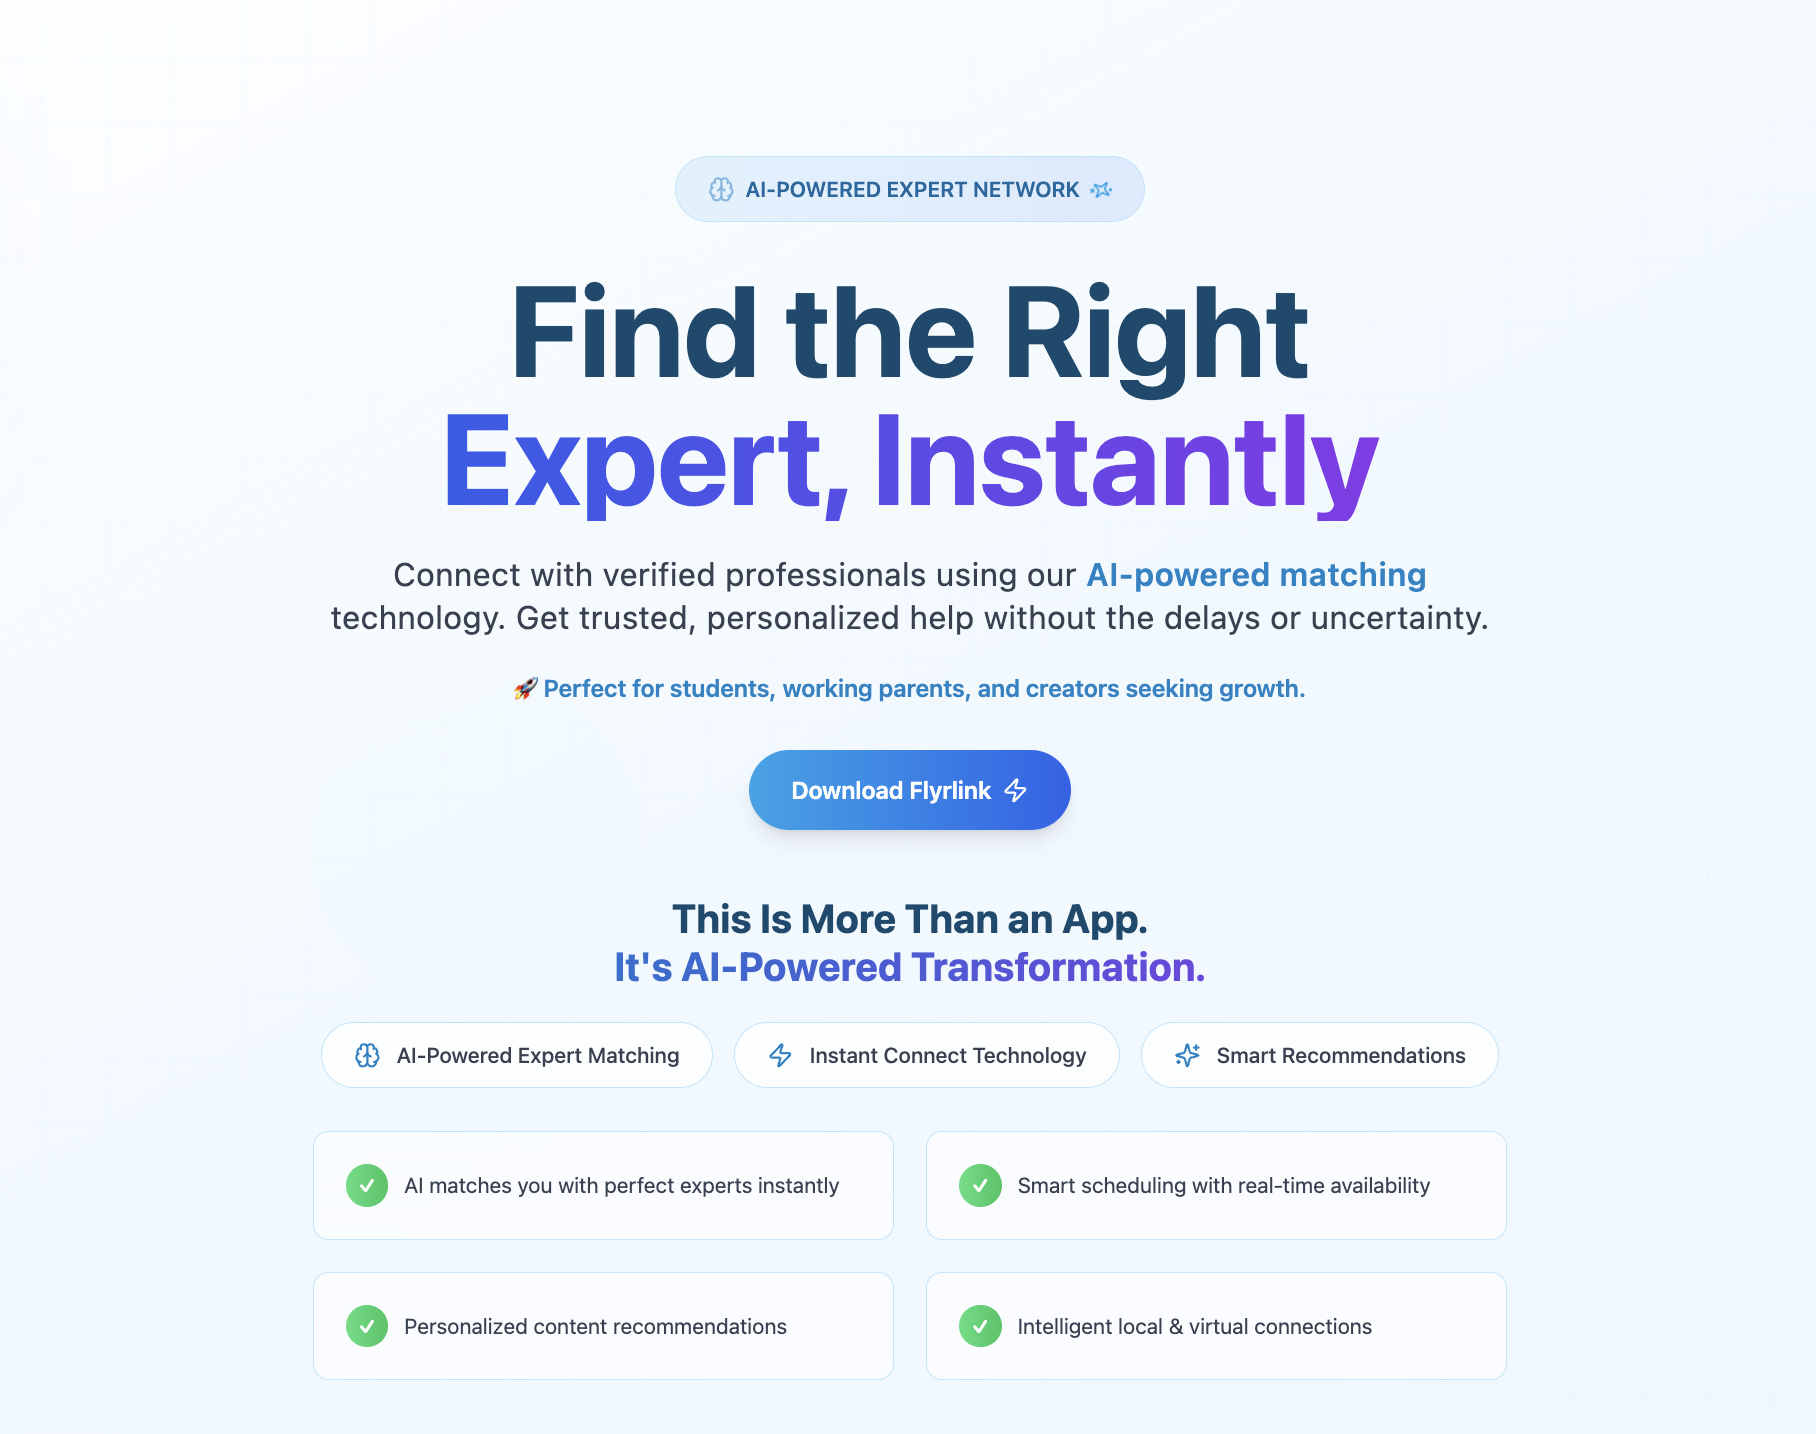 AI-POWERED EXPERT NETWORK
Find the Right
Expert, Instantly
Connect with verified professionals using our AI-powered matching
technology. Get trusted, personalized help without the delays or uncertainty.
🚀 Perfect for students, working parents, and creators seeking growth.
Download Flyrlink
This Is More Than an App.
It's AI-Powered Transformation.
AI-Powered Expert Matching
Instant Connect Technology
Smart Recommendations
AI matches you with perfect experts instantly
Smart scheduling with real-time availability
Personalized content recommendations
Intelligent local & virtual connections